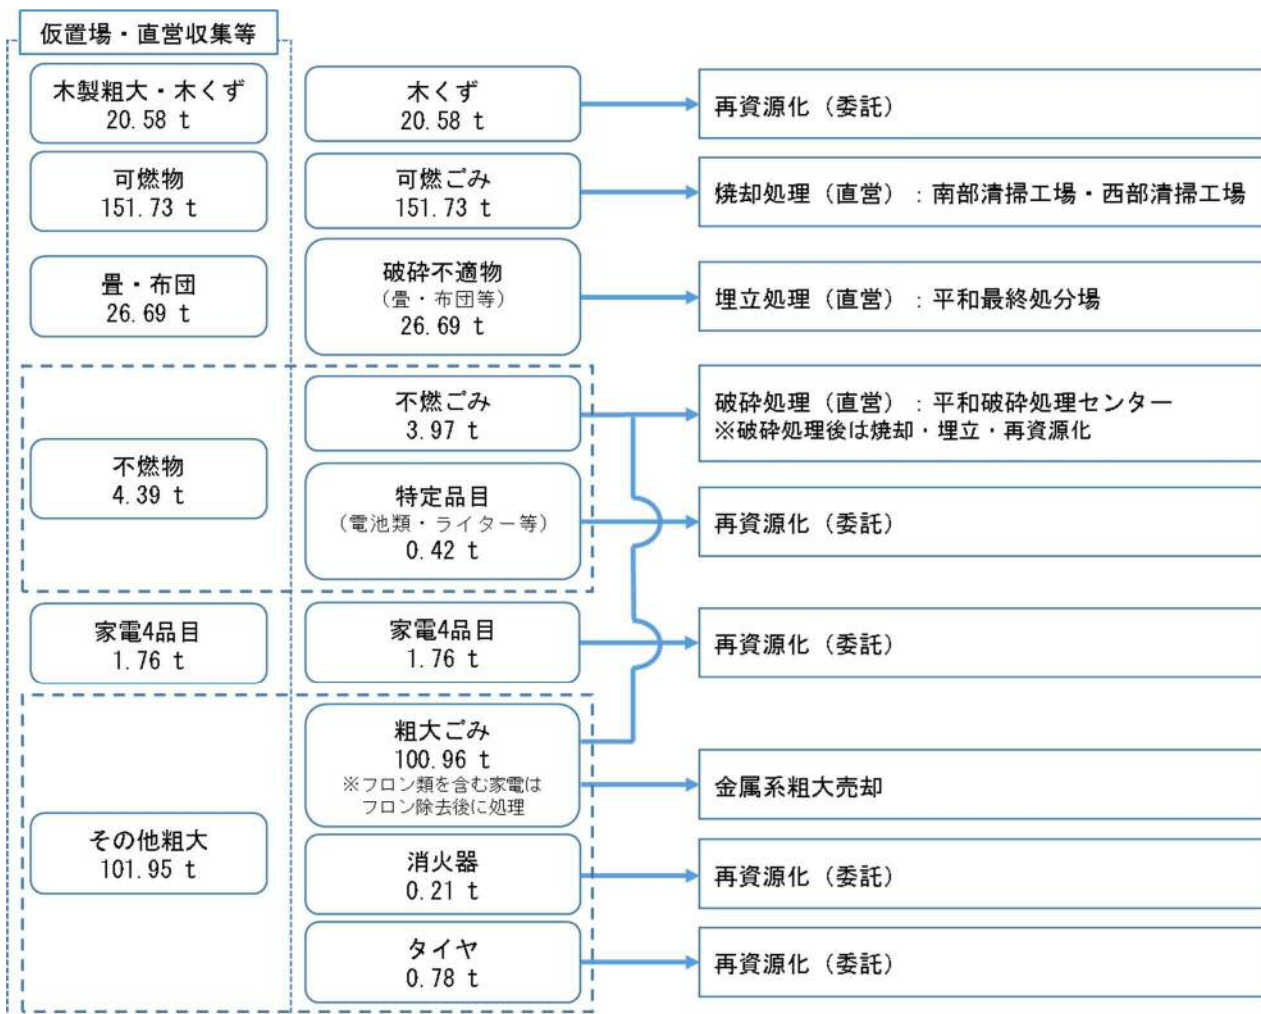 仮置場・直営収集等
木製粗大・木くず
20.58 t
木くず
20.58 t
再資源化（委託）
可燃物
151.73 t
可燃ごみ
151.73 t
焼却処理（直営）：南部清掃工場・西部清掃工場
畳・布団
26.69 t
破砕不適物
（畳・布団等）
26.69 t
埋立処理（直営）：平和最終処分場
不燃物
4.39 t
不燃ごみ
3.97 t
破砕処理（直営）：平和破砕処理センター
※破砕処理後は焼却・埋立・再資源化
特定品目
（電池類・ライター等）
0.42 t
再資源化（委託）
家電4品目
1.76 t
家電4品目
1.76 t
再資源化（委託）
その他粗大
101.95 t
粗大ごみ
100.96 t
※フロン類を含む家電は
フロン除去後に処理
金属系粗大売却
消火器
0.21 t
再資源化（委託）
タイヤ
0.78 t
再資源化（委託）